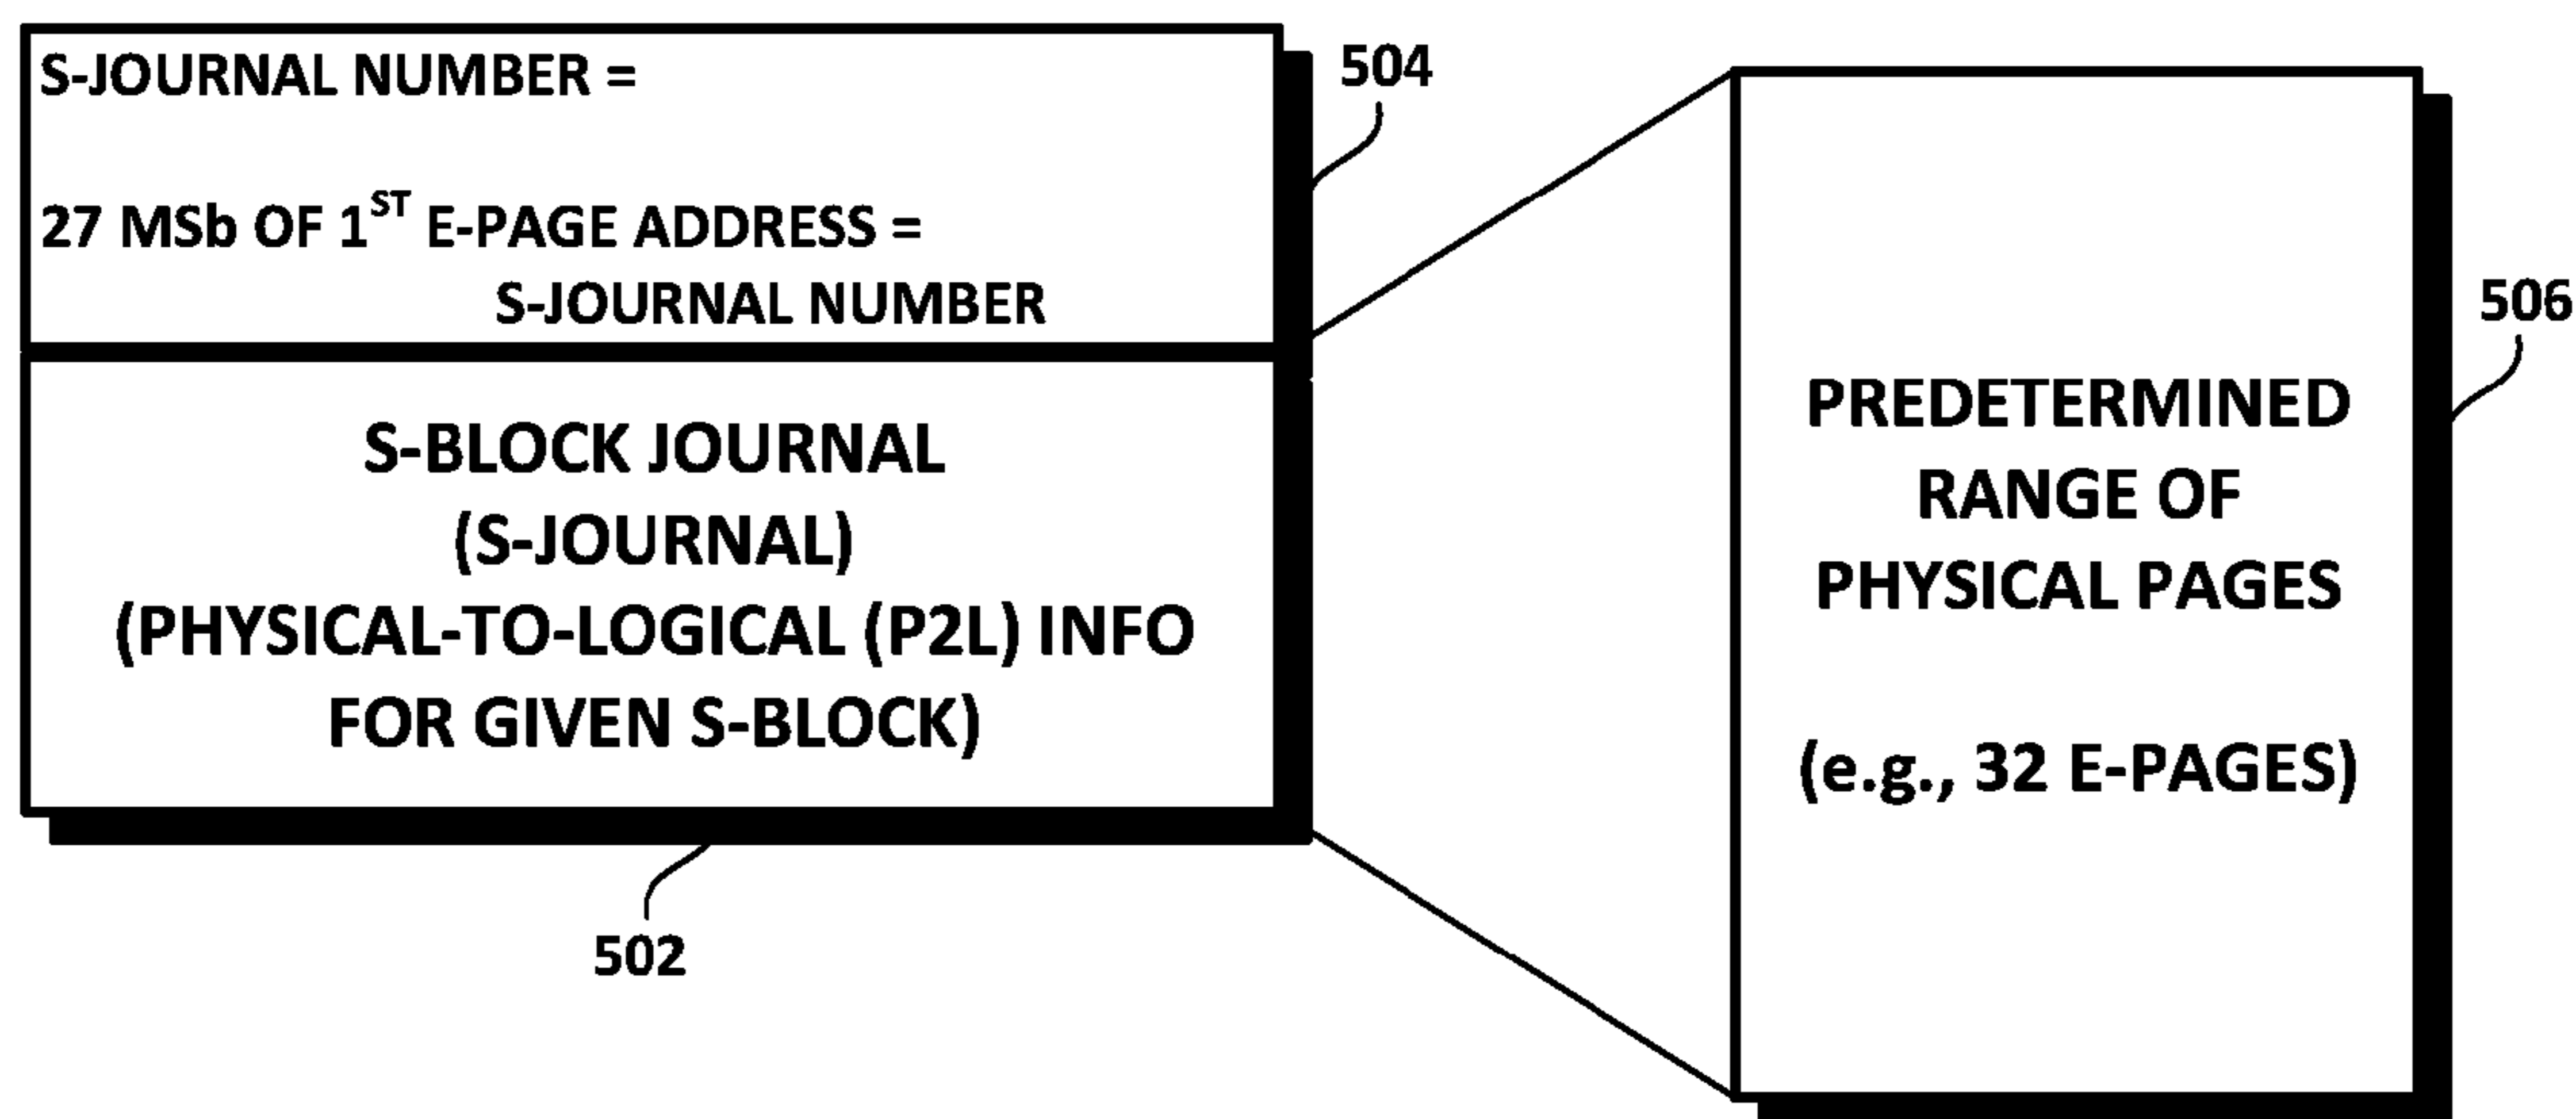 S-JOURNAL NUMBER =
27 MSb OF 1ST E-PAGE ADDRESS =
S-JOURNAL NUMBER
504
S-BLOCK JOURNAL
(S-JOURNAL)
(PHYSICAL-TO-LOGICAL (P2L) INFO
FOR GIVEN S-BLOCK)
502
PREDETERMINED
RANGE OF
PHYSICAL PAGES
(e.g., 32 E-PAGES)
506